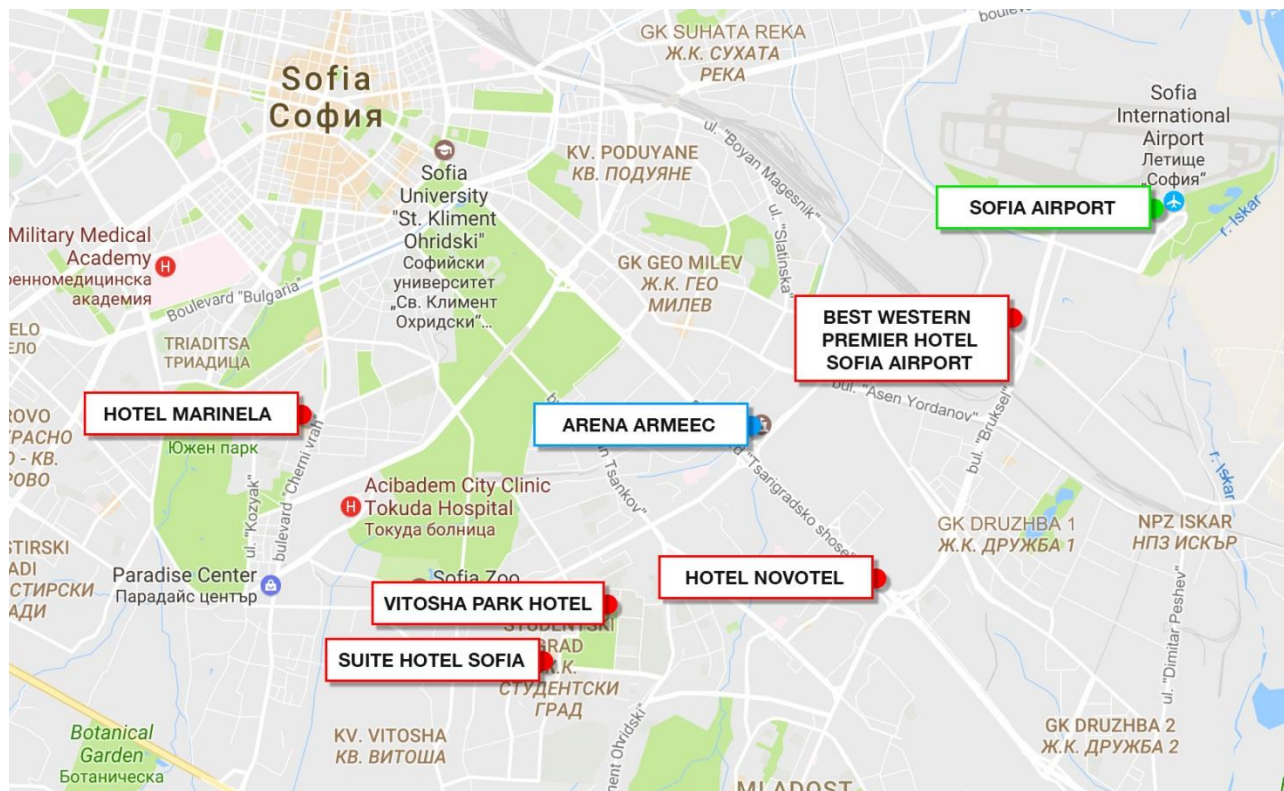 GK SUHATA REKA
Ж.К. СУХАТА
РЕКА
Sofia
София
Sofia
International
Airport
Летище
„София“
ul. "Boyan Magesnik"
KV. PODUYANE
КВ. ПОДУЯНЕ
Sofia
University
"St. Kliment
Ohridski"
Софийски
университет
„Св. Климент
Охридски“...
SOFIA AIRPORT
r. Iskar
ul. "Slatinska"
Military Medical
Academy
академия
Boulevard "Bulgaria"
GK GEO MILEV
Ж.К. ГЕО
МИЛЕВ
BEST WESTERN
PREMIER HOTEL
SOFIA AIRPORT
TRIADITSA
ТРИАДИЦА
bul. "Asen Yordanov"
HOTEL MARINELA
Южен парк
ARENA ARMEEC
bul. "Bruksel"
"Tsarigradsko shose"
Tsankov"
bulevard "Cherni vrah"
ul. "Kozyak"
r. Iskar
Acibadem City Clinic
Tokuda Hospital
Токуда болница
GK DRUZHBA 1
Ж.К. ДРУЖБА 1
NPZ ISKAR
НПЗ ИСКЪР
Paradise Center
Парадайс център
Sofia Zoo
HOTEL NOVOTEL
VITOSHA PARK HOTEL
STUDENTSKI
GRAD
Ж.К.
СТУДЕНТСКИ
ГРАД
SUITE HOTEL SOFIA
ul. "Dimitar Peshev"
Botanical
Garden
Ботаническа
KV. VITOSHA
КВ. ВИТОША
Ohridski"
GK DRUZHBA 2
Ж.К. ДРУЖБА 2
MLADOST